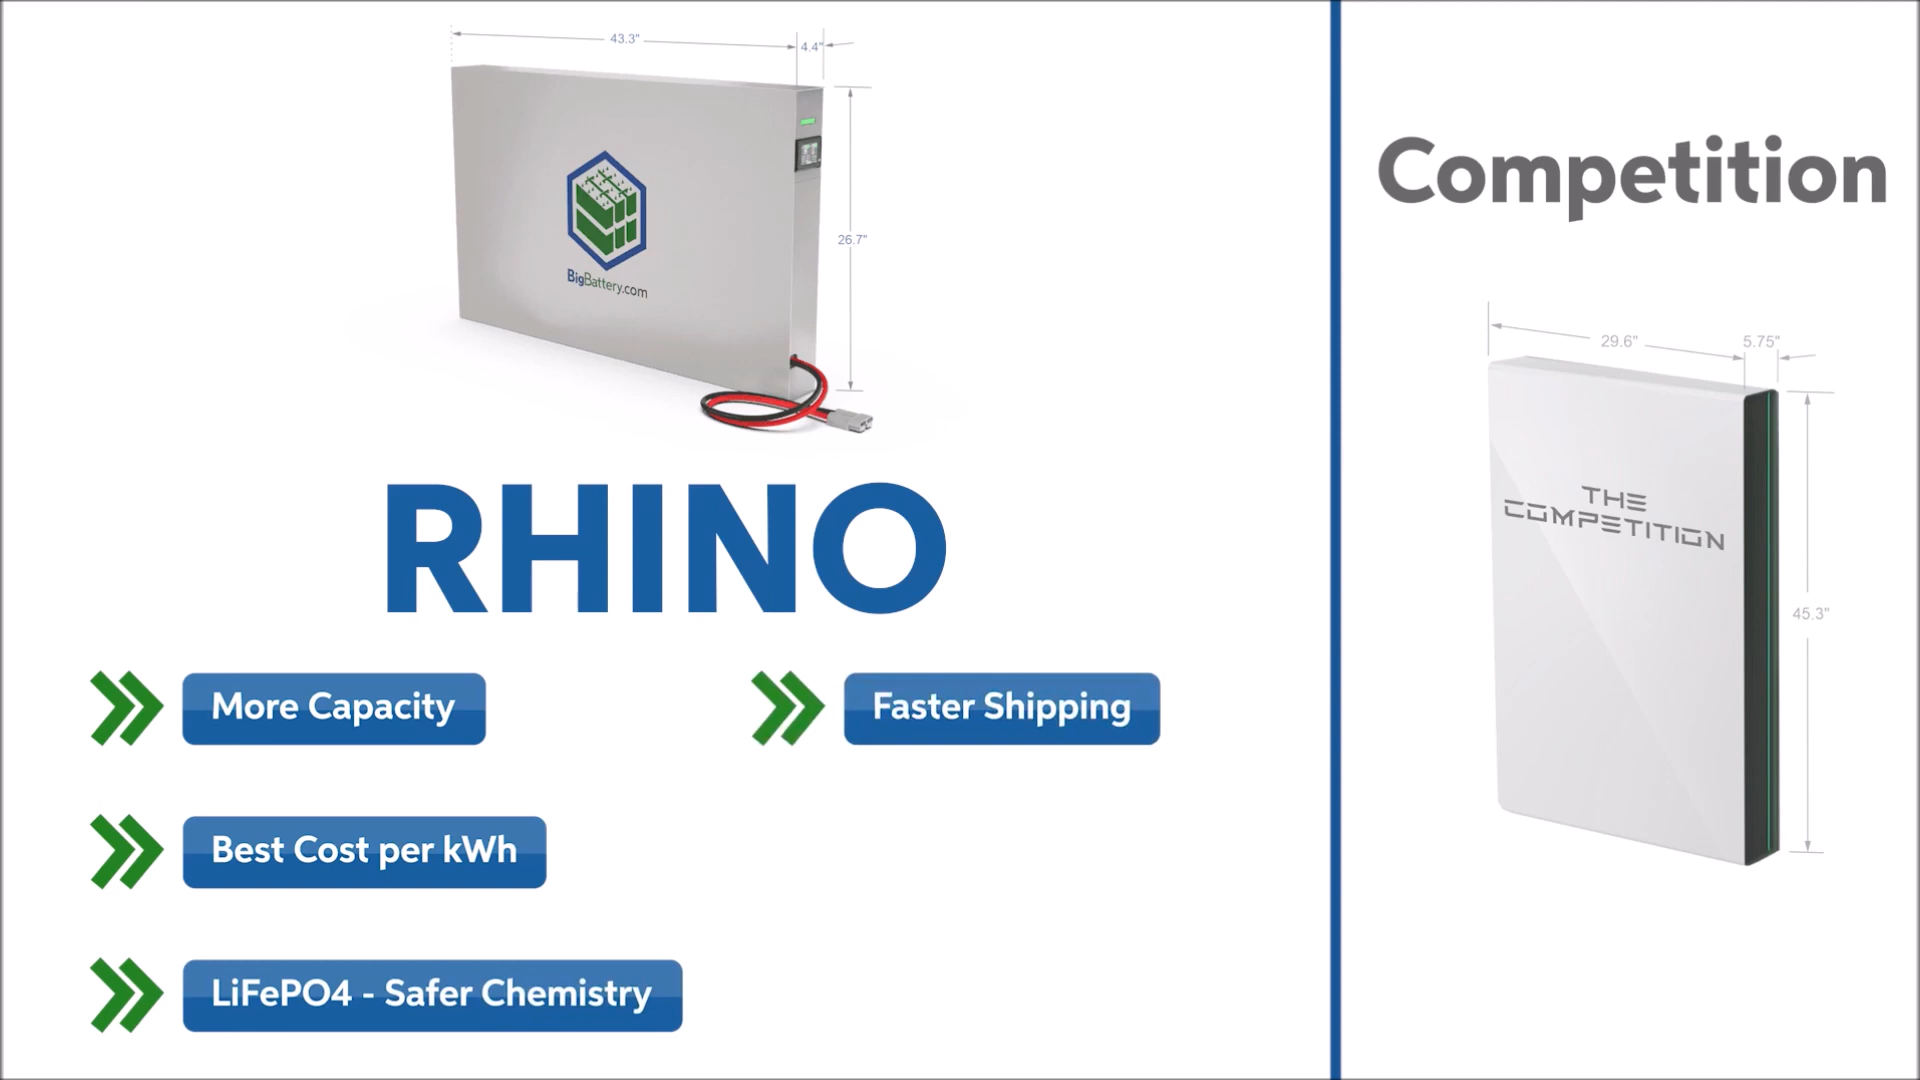 43.3"
4.4"
26.7"
BigBattery.com
RHINO
More Capacity
Faster Shipping
Best Cost per kWh
LiFePO4 - Safer Chemistry
Competition
29.6"
5.75"
THE
COMPETITION
45.3"